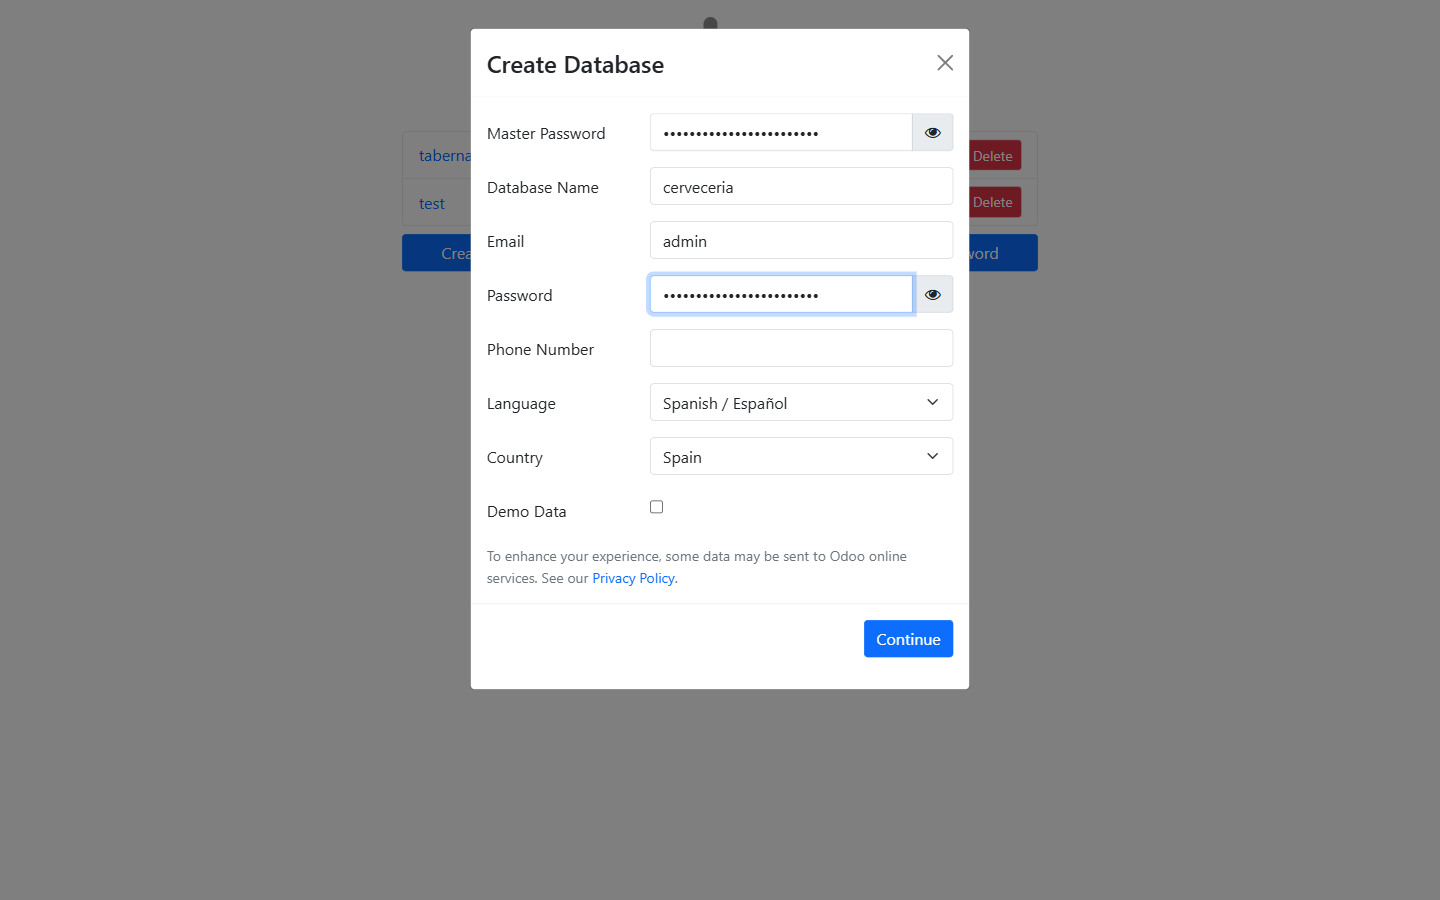 Create Database
Master Password
••••••••••••••••••••••••
Database Name
cerveceria
Email
admin
Password
••••••••••••••••••••••••
Phone Number
Language
Spanish / Español
Country
Spain
Demo Data
To enhance your experience, some data may be sent to Odoo online
services. See our Privacy Policy.
Continue
taberna
Delete
test
Delete
Crea
word